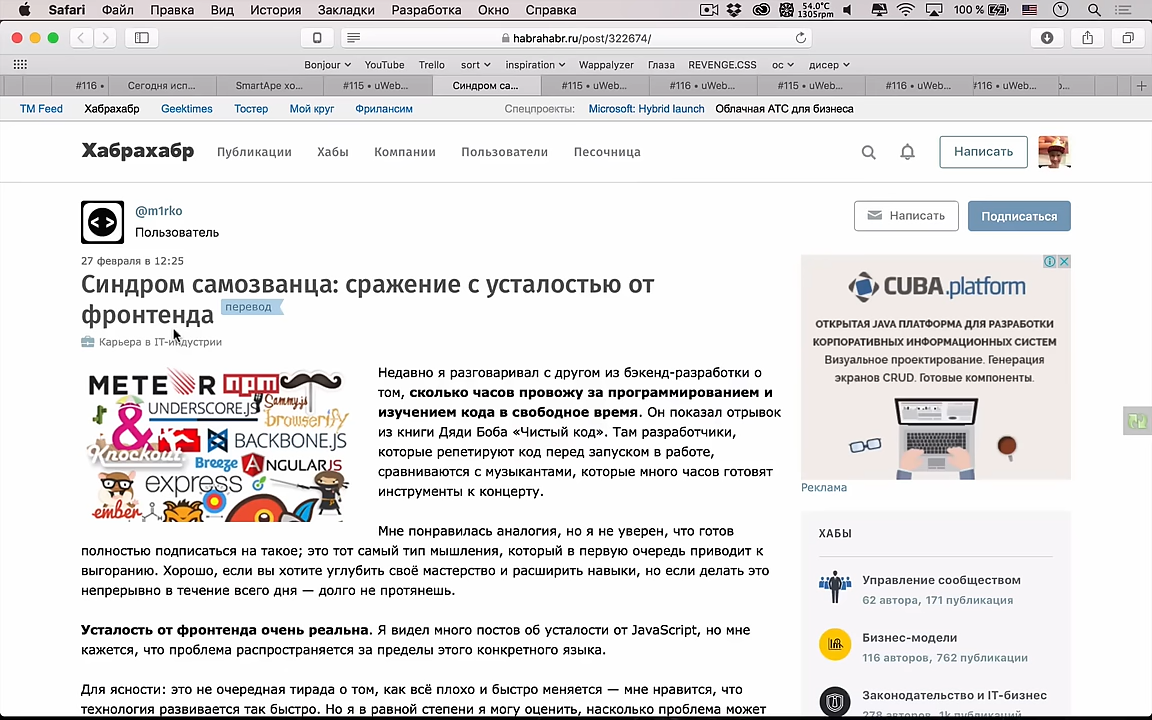 Safari Файл Правка Вид История Закладки Разработка Окно Справка 54.0°C 1305rpm 100 %
habrahabr.ru/post/322674/
Bonjour YouTube Trello sort inspiration Wappalyzer Глаза REVENGE.CSS ос дисер
#116 • Сегодня исп... SmartApe хо... #115 • uWeb... Синдром са... #115 • uWeb... #116 • uWeb... #115 • uWeb... #116 • uWeb... #116 • uWeb...
TM Feed Хабрахабр Geektimes Тостер Мой круг Фрилансим Спецпроекты: Microsoft: Hybrid launch Облачная АТС для бизнеса
Хабрахабр Публикации Хабы Компании Пользователи Песочница Написать
@m1rko
Пользователь
Написать Подписаться
27 февраля в 12:25
Синдром самозванца: сражение с усталостью от
фронтенда перевод
Карьера в IT-индустрии
METEOR npm
UNDERSCORE.JS Sammy.js
browserify
BACKBONE.JS
Knockout
Breeze ANGULARJS
express
ember
Недавно я разговаривал с другом из бэкенд-разработки о
том, сколько часов провожу за программированием и
изучением кода в свободное время. Он показал отрывок
из книги Дяди Боба «Чистый код». Там разработчики,
которые репетируют код перед запуском в работе,
сравниваются с музыкантами, которые много часов готовят
инструменты к концерту.
Мне понравилась аналогия, но я не уверен, что готов
полностью подписаться на такое; это тот самый тип мышления, который в первую очередь приводит к
выгоранию. Хорошо, если вы хотите углубить своё мастерство и расширить навыки, но если делать это
непрерывно в течение всего дня — долго не протянешь.
Усталость от фронтенда очень реальна. Я видел много постов об усталости от JavaScript, но мне
кажется, что проблема распространяется за пределы этого конкретного языка.
Для ясности: это не очередная тирада о том, как всё плохо и быстро меняется — мне нравится, что
технология развивается так быстро. Но я в равной степени я могу оценить, насколько проблема может
CUBA.platform
ОТКРЫТАЯ JAVA ПЛАТФОРМА ДЛЯ РАЗРАБОТКИ
КОРПОРАТИВНЫХ ИНФОРМАЦИОННЫХ СИСТЕМ
Визуальное проектирование. Генерация
экранов CRUD. Готовые компоненты.
Реклама
ХАБЫ
Управление сообществом
62 автора, 171 публикация
Бизнес-модели
116 авторов, 762 публикации
Законодательство и IT-бизнес
278 авторов, 1k публикаций